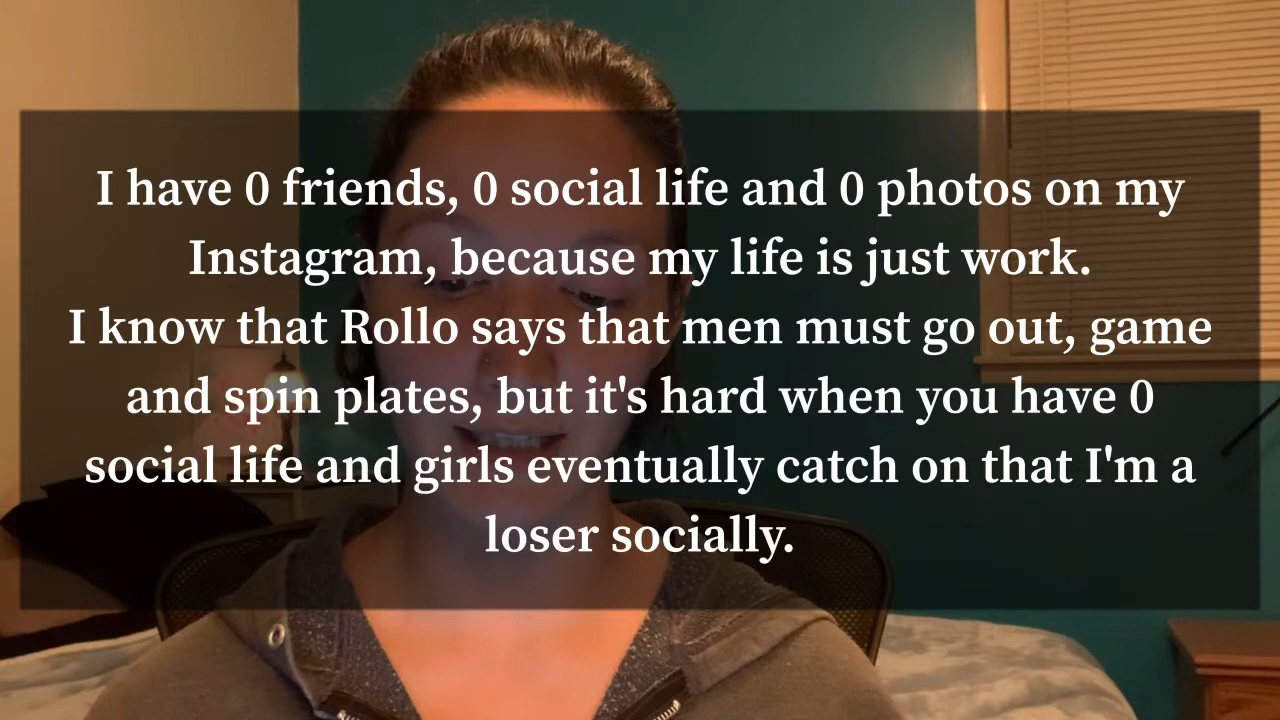 I have 0 friends, 0 social life and 0 photos on my
Instagram, because my life is just work.
I know that Rollo says that men must go out, game
and spin plates, but it's hard when you have 0
social life and girls eventually catch on that I'm a
loser socially.